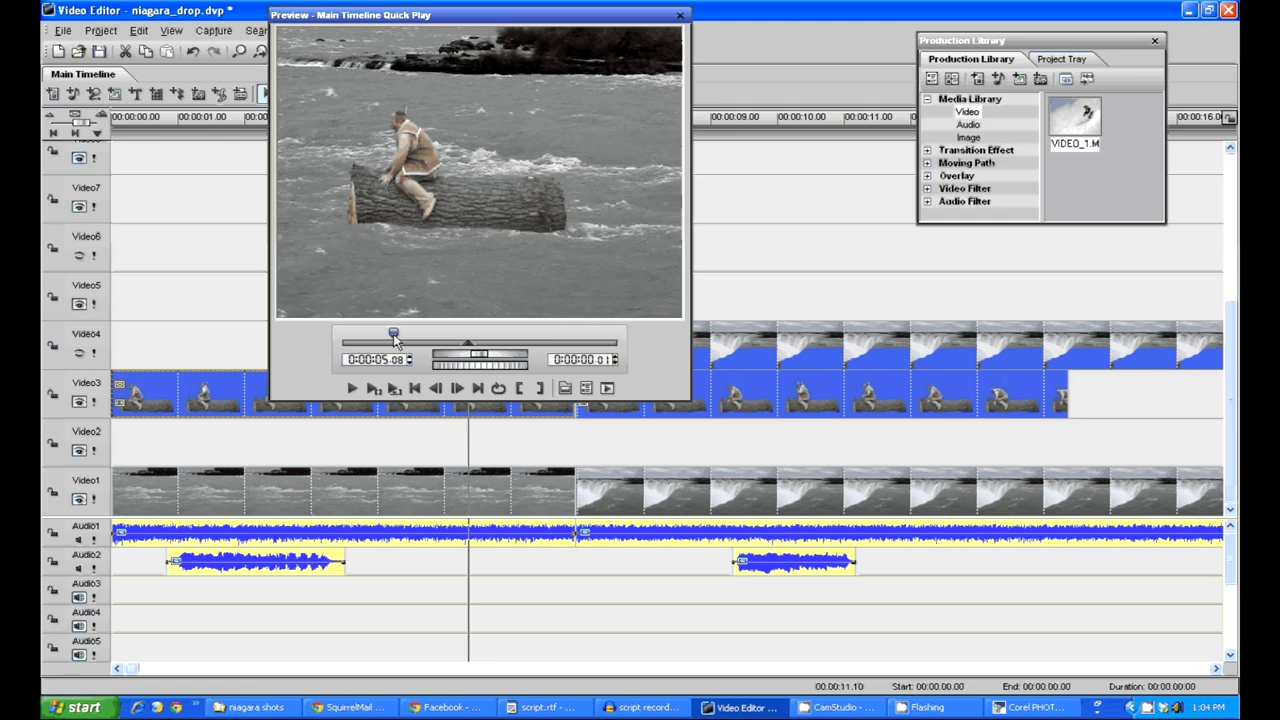 Video Editor - niagara_drop.dvp *
File Project Edit View Capture
Main Timeline
Preview - Main Timeline Quick Play
0:00:05.08
0:00:00.01
Production Library
Production Library Project Tray
Media Library
Video
Audio
Image
Transition Effect
Moving Path
Overlay
Video Filter
Audio Filter
VIDEO_1.M
00:00:00.00 00:00:01.00 00:00:09.00 00:00:10.00 00:00:11.00
Video7
Video6
Video5
Video4
Video3
Video2
Video1
Audio1
Audio2
Audio3
Audio4
Audio5
00:00:11.10 Start: 00:00:00.00 End: 00:00:00.00 Duration: 00:00:00.00
start niagara shots SquirrelMail ... Facebook - ... script.rtf - ... script record... Video Editor ... CamStudio - ... Flashing Corel PHOT... 1:04 PM